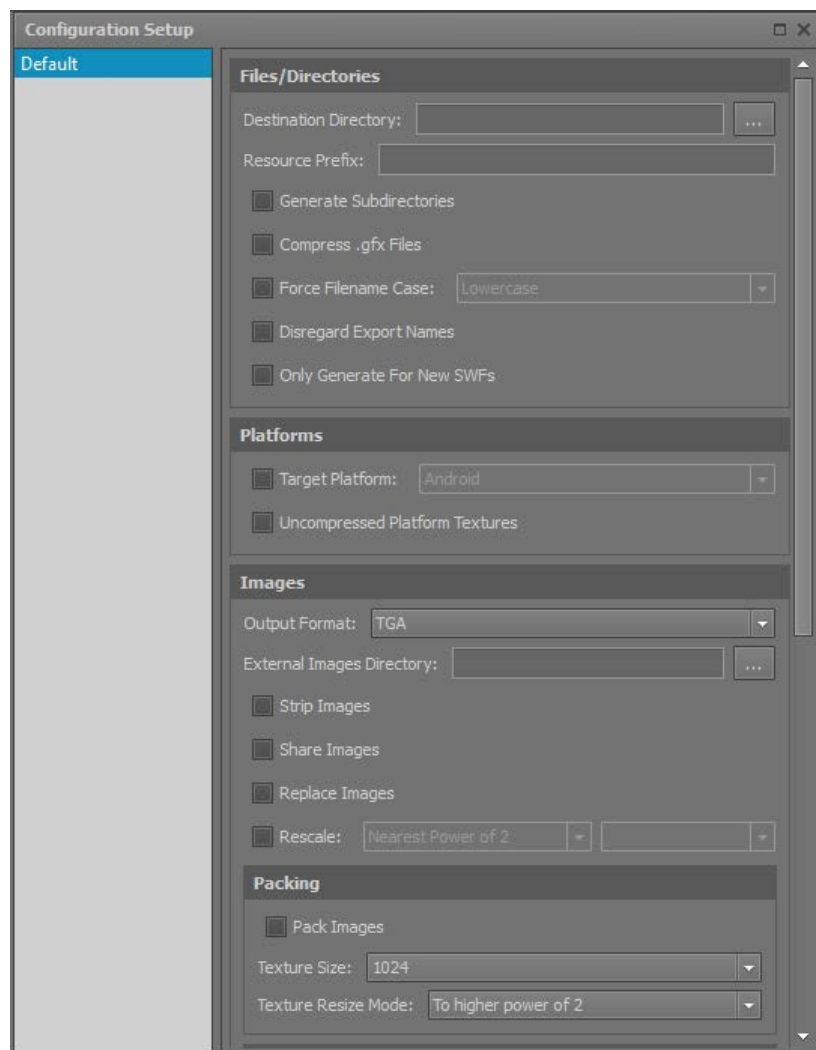 Configuration Setup
Default
Files/Directories
Destination Directory:
...
Resource Prefix:
Generate Subdirectories
Compress .gfx Files
Force Filename Case: Lowercase
Disregard Export Names
Only Generate For New SWFs
Platforms
Target Platform: Android
Uncompressed Platform Textures
Images
Output Format: TGA
External Images Directory: ...
Strip Images
Share Images
Replace Images
Rescale: Nearest Power of 2
Packing
Pack Images
Texture Size: 1024
Texture Resize Mode: To higher power of 2